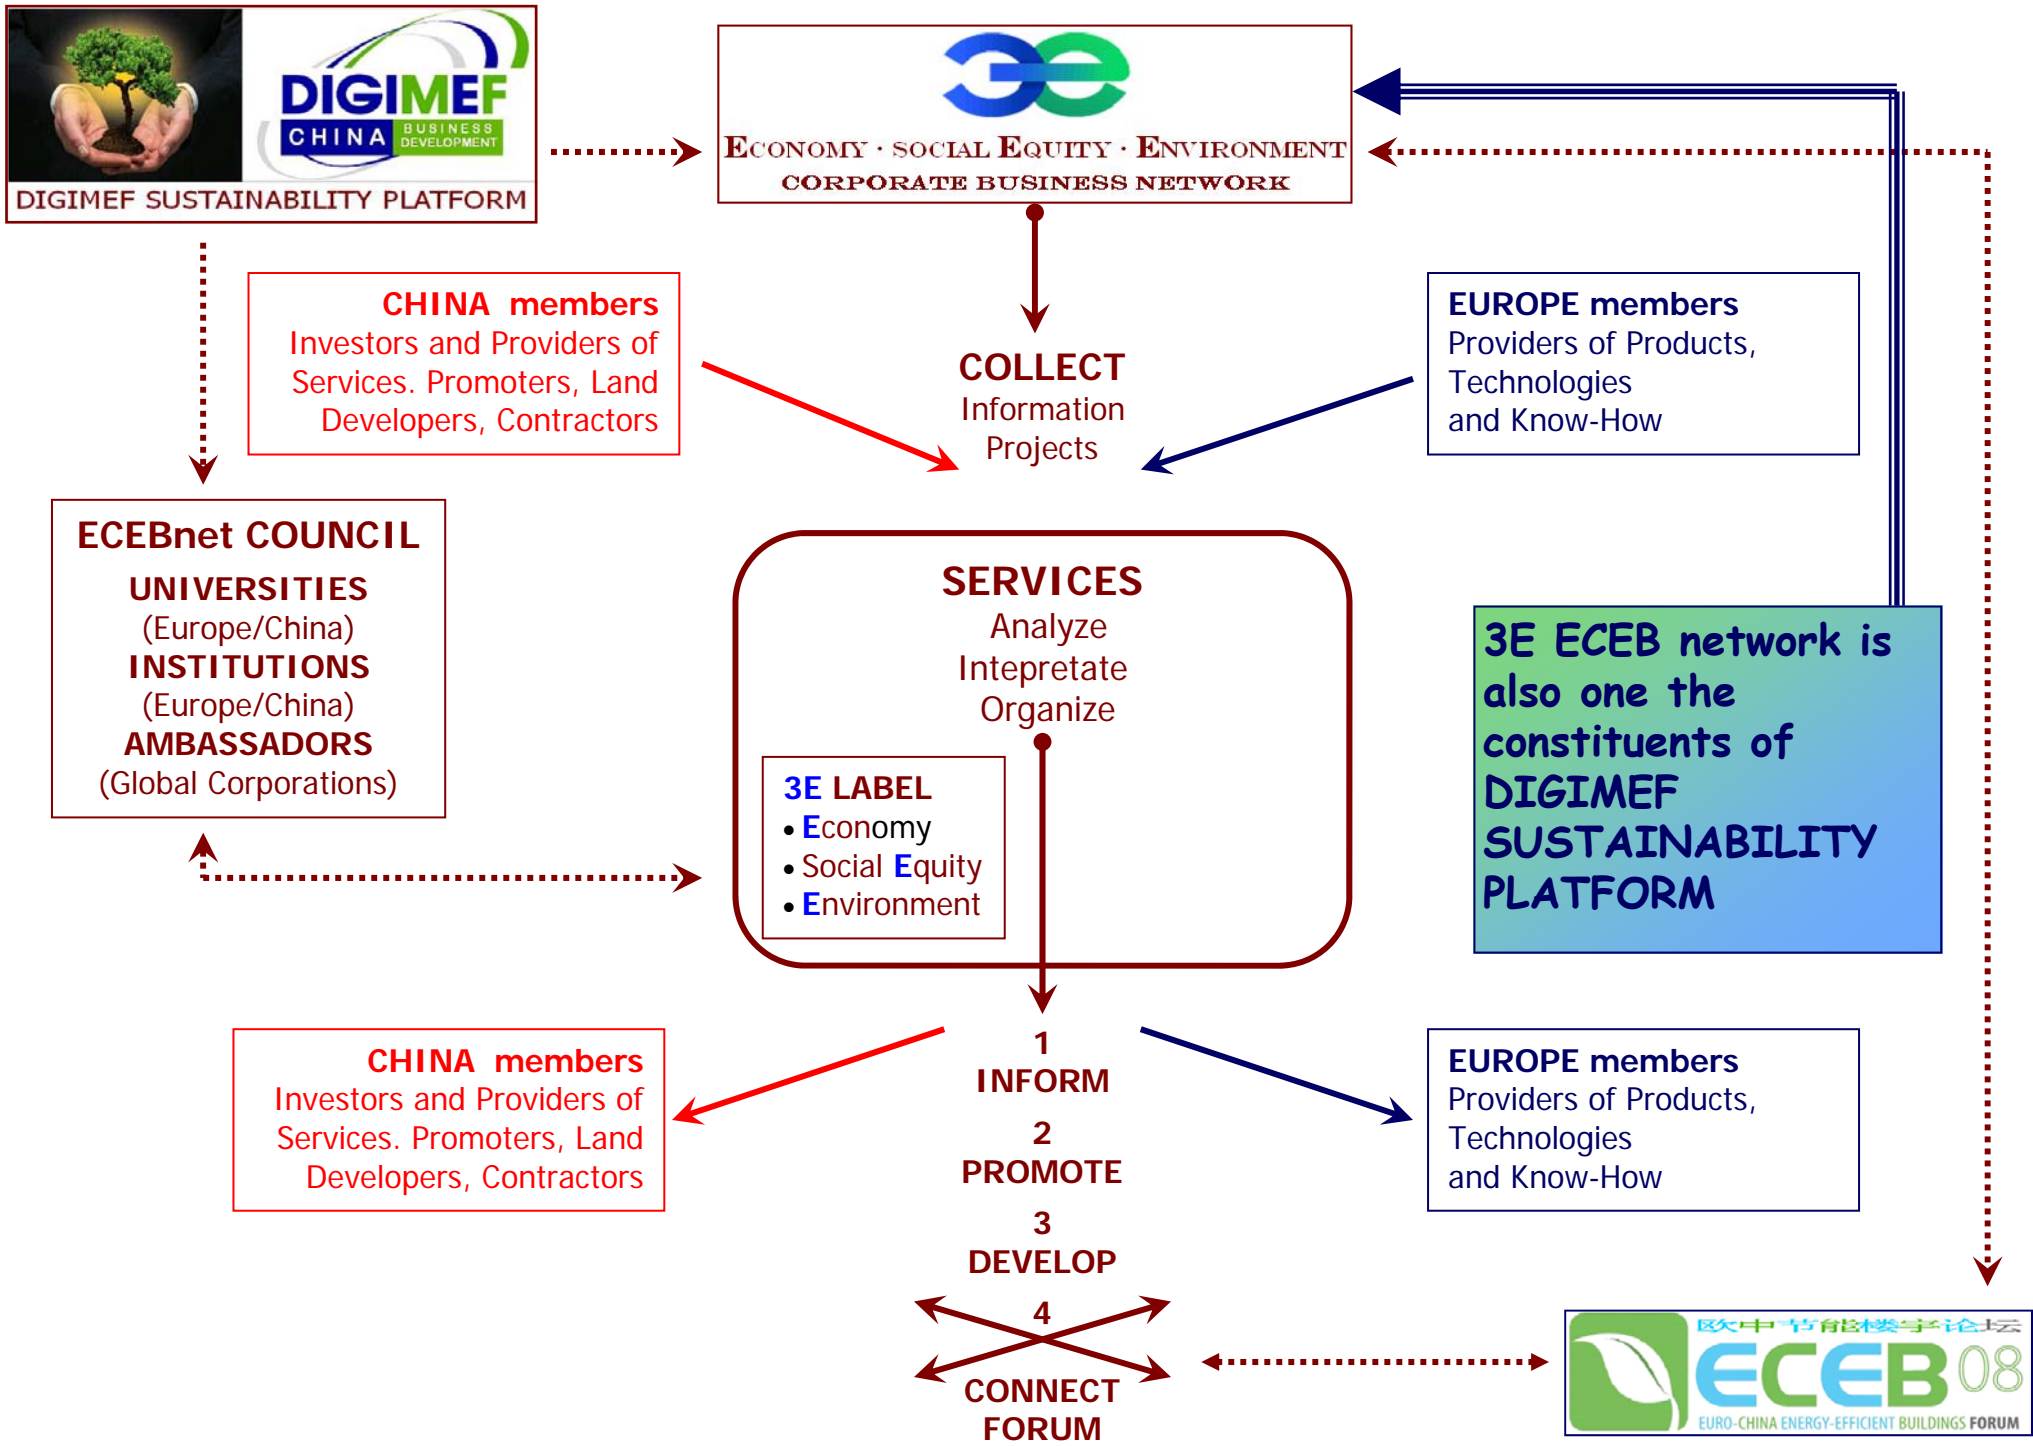 DIGIMEF
CHINA BUSINESS DEVELOPMENT
DIGIMEF SUSTAINABILITY PLATFORM
3e
ECONOMY · SOCIAL EQUITY · ENVIRONMENT
CORPORATE BUSINESS NETWORK
CHINA members
Investors and Providers of
Services. Promoters, Land
Developers, Contractors
COLLECT
Information
Projects
EUROPE members
Providers of Products,
Technologies
and Know-How
ECEBnet COUNCIL
UNIVERSITIES
(Europe/China)
INSTITUTIONS
(Europe/China)
AMBASSADORS
(Global Corporations)
SERVICES
Analyze
Intepretate
Organize
3E LABEL
• Economy
• Social Equity
• Environment
3E ECEB network is
also one the
constituents of
DIGIMEF
SUSTAINABILITY
PLATFORM
CHINA members
Investors and Providers of
Services. Promoters, Land
Developers, Contractors
1
INFORM
2
PROMOTE
3
DEVELOP
4
CONNECT
FORUM
EUROPE members
Providers of Products,
Technologies
and Know-How
欧中节能楼宇论坛
ECEB08
EURO-CHINA ENERGY-EFFICIENT BUILDINGS FORUM